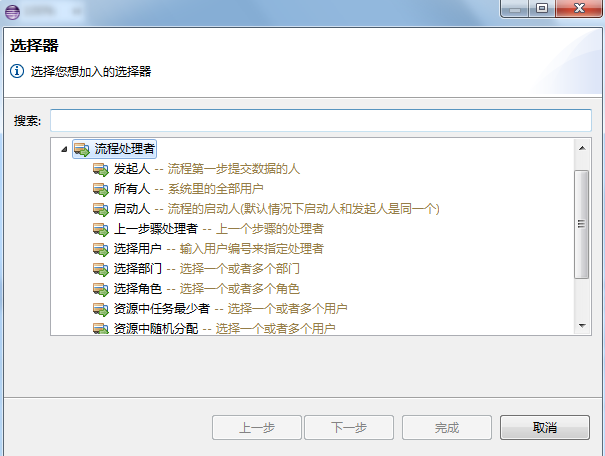 选择器
选择您想加入的选择器
搜索:
流程处理者
发起人 -- 流程第一步提交数据的人
所有人 -- 系统里的全部用户
启动人 -- 流程的启动人(默认情况下启动人和发起人是同一个)
上一步骤处理者 -- 上一个步骤的处理者
选择用户 -- 输入用户编号来指定处理者
选择部门 -- 选择一个或者多个部门
选择角色 -- 选择一个或者多个角色
资源中任务最少者 -- 选择一个或者多个用户
资源中随机分配 -- 选择一个或者多个用户
上一步 下一步 完成 取消